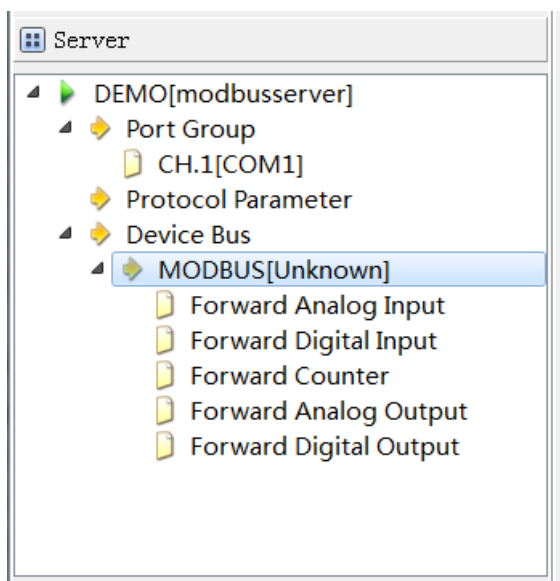 Server
DEMO[modbusserver]
Port Group
CH.1[COM1]
Protocol Parameter
Device Bus
MODBUS[Unknown]
Forward Analog Input
Forward Digital Input
Forward Counter
Forward Analog Output
Forward Digital Output